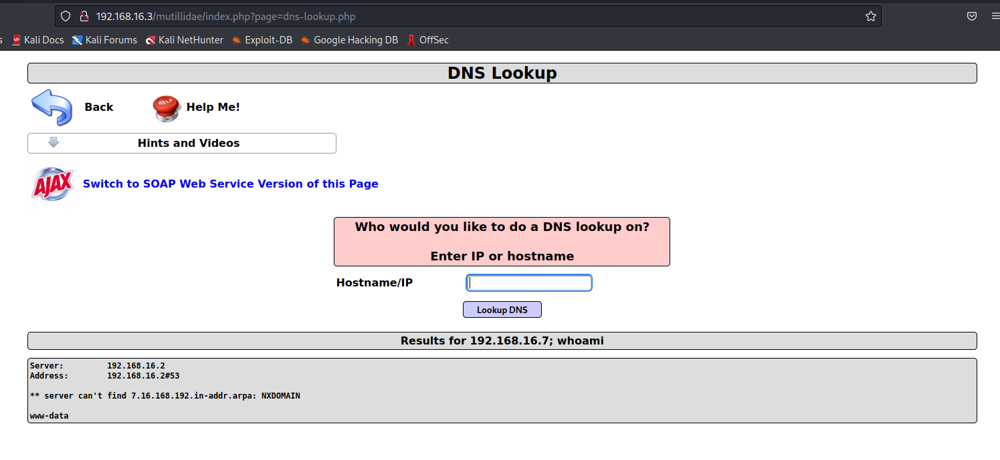 192.168.16.3/mutillidae/index.php?page=dns-lookup.php
s Kali Docs Kali Forums Kali NetHunter Exploit-DB Google Hacking DB OffSec
DNS Lookup
Back HELP Help Me!
Hints and Videos
AJAX Switch to SOAP Web Service Version of this Page
Who would you like to do a DNS lookup on?
Enter IP or hostname
Hostname/IP
Lookup DNS
Results for 192.168.16.7; whoami
Server: 192.168.16.2
Address: 192.168.16.2#53
** server can't find 7.16.168.192.in-addr.arpa: NXDOMAIN
www-data